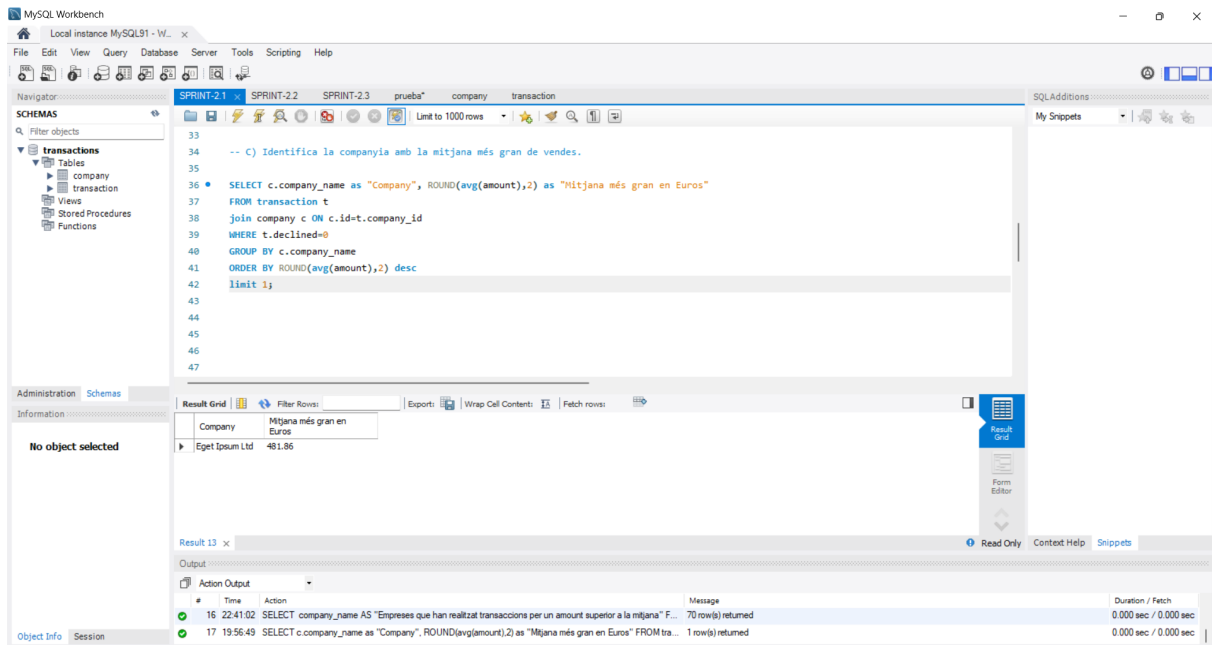 MySQL Workbench
Local instance MySQL91 - W... ×
File Edit View Query Database Server Tools Scripting Help
Navigator
SCHEMAS
Filter objects
transactions
Tables
company
transaction
Views
Stored Procedures
Functions
Administration Schemas
Information
No object selected
Object Info Session
SPRINT-2.1 × SPRINT-2.2 SPRINT-2.3 prueba* company transaction
Limit to 1000 rows
33
34 -- C) Identifica la companyia amb la mitjana més gran de vendes.
35
36 SELECT c.company_name as "Company", ROUND(avg(amount),2) as "Mitjana més gran en Euros"
37 FROM transaction t
38 join company c ON c.id=t.company_id
39 WHERE t.declined=0
40 GROUP BY c.company_name
41 ORDER BY ROUND(avg(amount),2) desc
42 limit 1;
43
44
45
46
47
Result Grid Filter Rows: Export: Wrap Cell Content: Fetch rows:
Company Mitjana més gran en
Euros
Eget Ipsum Ltd 481.86
Result
Grid
Form
Editor
Result 13 × Read Only
Output
Action Output
# Time Action Message Duration / Fetch
16 22:41:02 SELECT company_name AS "Empreses que han realitzat transaccions per un amount superior a la mitjana" F... 70 row(s) returned 0.000 sec / 0.000 sec
17 19:56:49 SELECT c.company_name as "Company", ROUND(avg(amount),2) as "Mitjana més gran en Euros" FROM tra... 1 row(s) returned 0.000 sec / 0.000 sec
SQLAdditions
My Snippets
Context Help Snippets